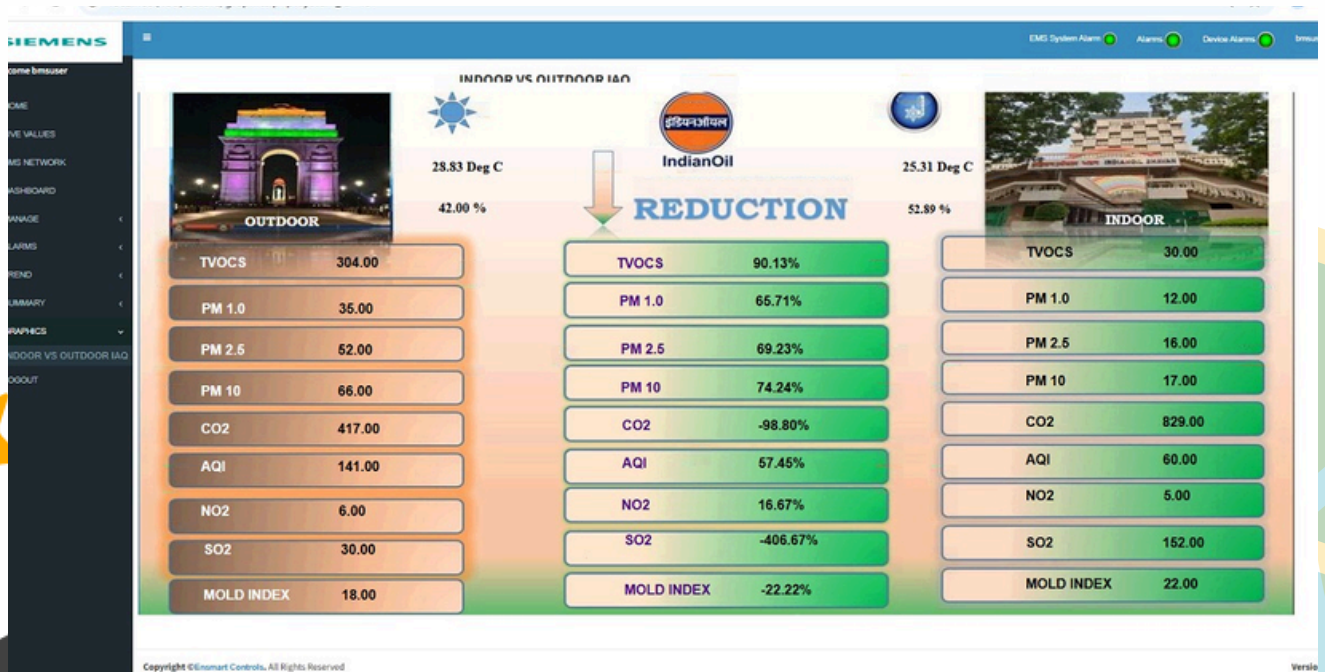 SIEMENS
EMS System Alarm
Alarms
Device Alarms
bmsuser
INDOOR VS OUTDOOR IAQ
इंडियनऑयल
IndianOil
28.83 Deg C
25.31 Deg C
42.00 %
REDUCTION
52.89 %
OUTDOOR
INDOOR
TVOCS 304.00
TVOCS 90.13%
TVOCS 30.00
PM 1.0 35.00
PM 1.0 65.71%
PM 1.0 12.00
PM 2.5 52.00
PM 2.5 69.23%
PM 2.5 16.00
PM 10 66.00
PM 10 74.24%
PM 10 17.00
CO2 417.00
CO2 -98.80%
CO2 829.00
AQI 141.00
AQI 57.45%
AQI 60.00
NO2 6.00
NO2 16.67%
NO2 5.00
SO2 30.00
SO2 -406.67%
SO2 152.00
MOLD INDEX 18.00
MOLD INDEX -22.22%
MOLD INDEX 22.00
come bmsuser
OME
VE VALUES
MS NETWORK
ASHBOARD
ANAGE
LARMS
REND
UMMARY
RAPHICS
NDOOR VS OUTDOOR IAQ
OGOUT
Copyright ©Ensmart Controls. All Rights Reserved
Versio